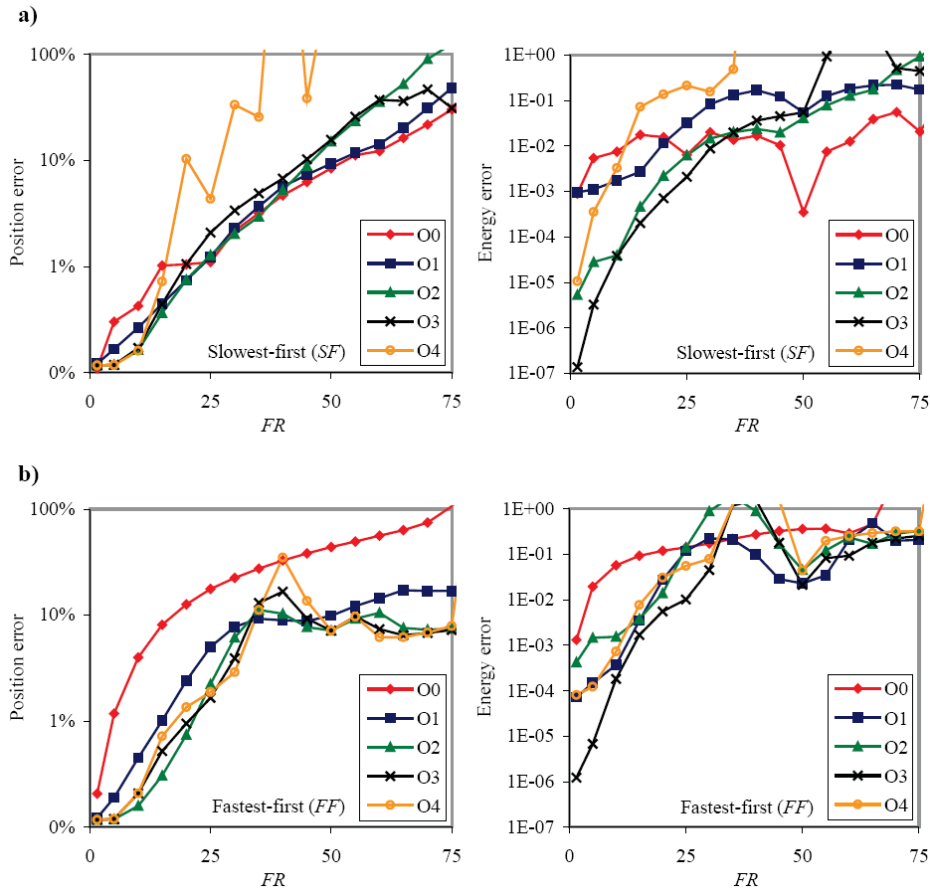 a)
100%
10%
1%
0%
Position error
0 25 50 75
FR
O0
O1
O2
O3
O4
Slowest-first (SF)
1E+00
1E-01
1E-02
1E-03
1E-04
1E-05
1E-06
1E-07
Energy error
0 25 50 75
FR
O0
O1
O2
O3
O4
Slowest-first (SF)
b)
100%
10%
1%
0%
Position error
0 25 50 75
FR
O0
O1
O2
O3
O4
Fastest-first (FF)
1E+00
1E-01
1E-02
1E-03
1E-04
1E-05
1E-06
1E-07
Energy error
0 25 50 75
FR
O0
O1
O2
O3
O4
Fastest-first (FF)